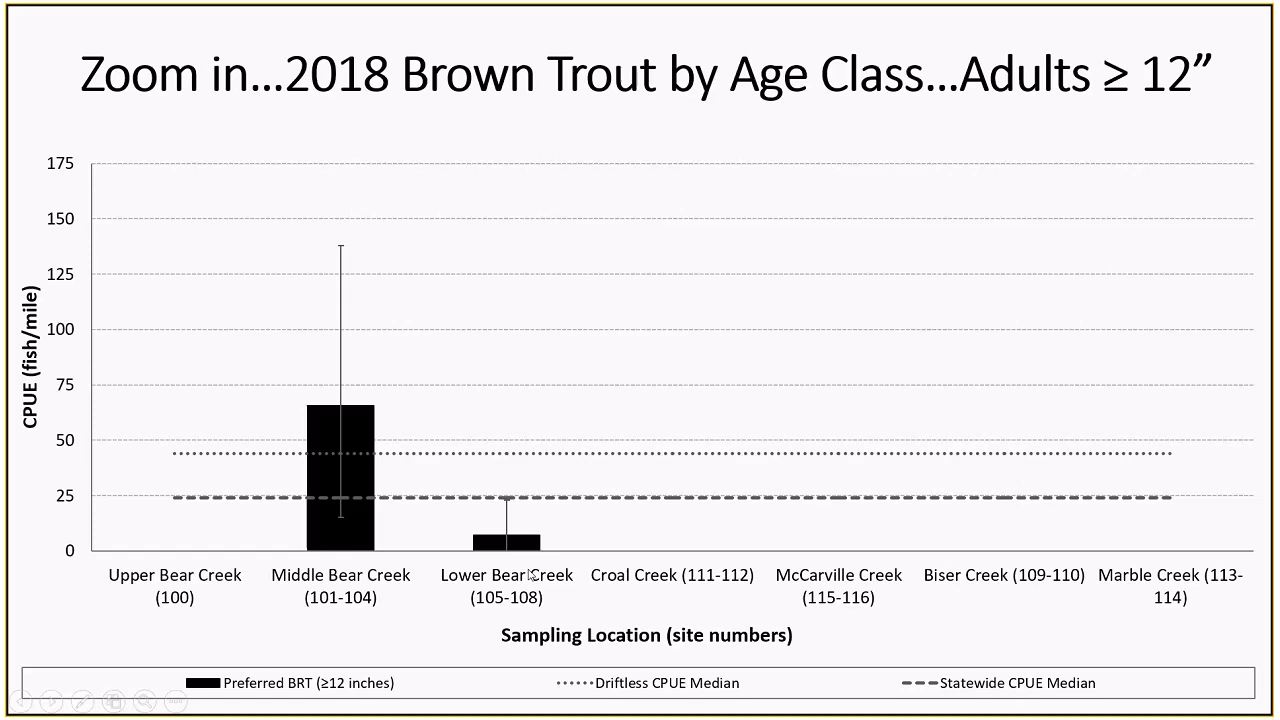 Zoom in...2018 Brown Trout by Age Class...Adults ≥ 12”
175
150
125
100
75
50
25
0
CPUE (fish/mile)
Upper Bear Creek
(100)
Middle Bear Creek
(101-104)
Lower Bear Creek
(105-108)
Croal Creek (111-112)
McCarville Creek
(115-116)
Biser Creek (109-110)
Marble Creek (113-
114)
Sampling Location (site numbers)
Preferred BRT (≥12 inches)
Driftless CPUE Median
Statewide CPUE Median